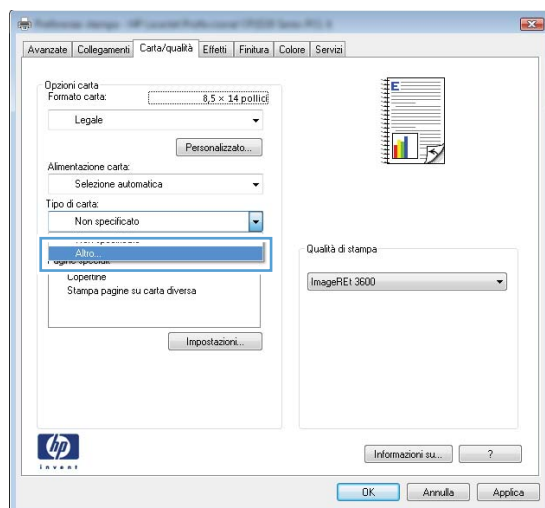 Avanzate Collegamenti Carta/qualità Effetti Finitura Colore Servizi
Opzioni carta
Formato carta: 8,5 × 14 pollici
Legale
Personalizzato...
Alimentazione carta:
Selezione automatica
Tipo di carta:
Non specificato
Altro...
Copertine
Stampa pagine su carta diversa
Impostazioni...
Qualità di stampa
ImageREt 3600
E
hp
invent
Informazioni su... ?
OK Annulla Applica